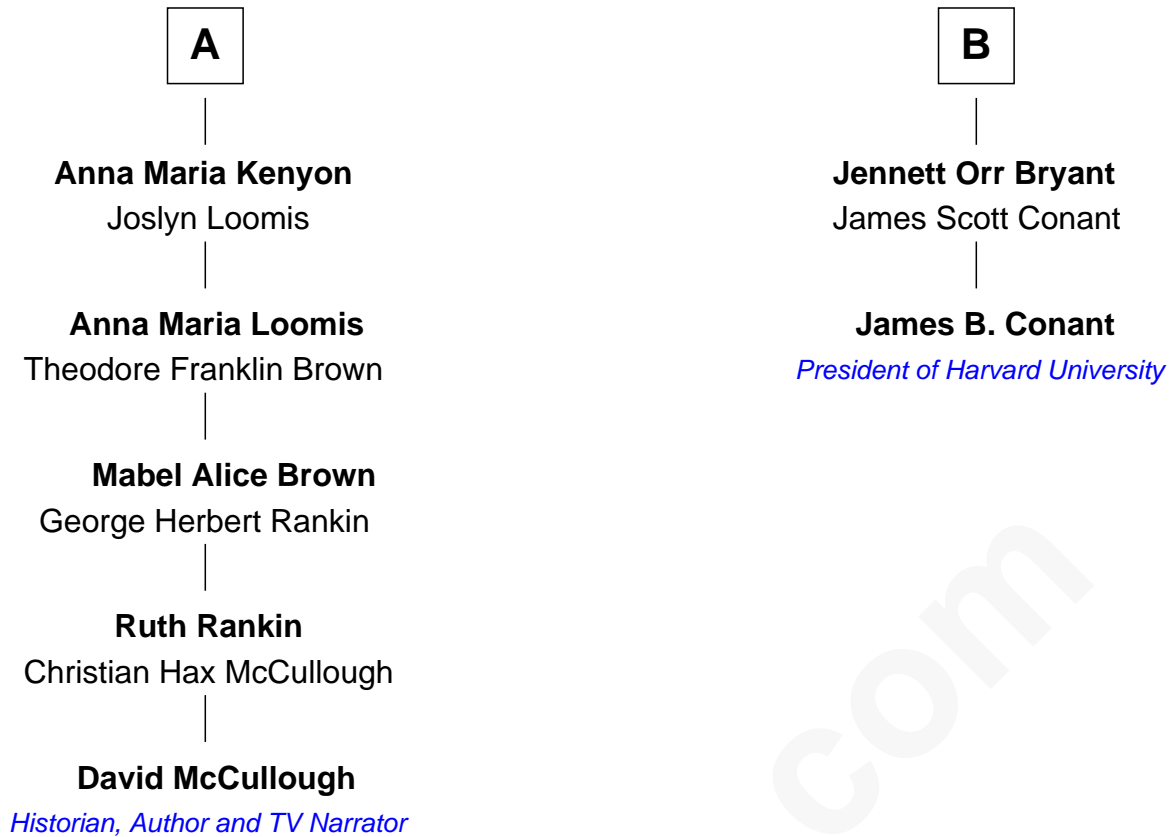 A
Anna Maria Kenyon
Joslyn Loomis
Anna Maria Loomis
Theodore Franklin Brown
Mabel Alice Brown
George Herbert Rankin
Ruth Rankin
Christian Hax McCullough
David McCullough
Historian, Author and TV Narrator
B
Jennett Orr Bryant
James Scott Conant
James B. Conant
President of Harvard University
com